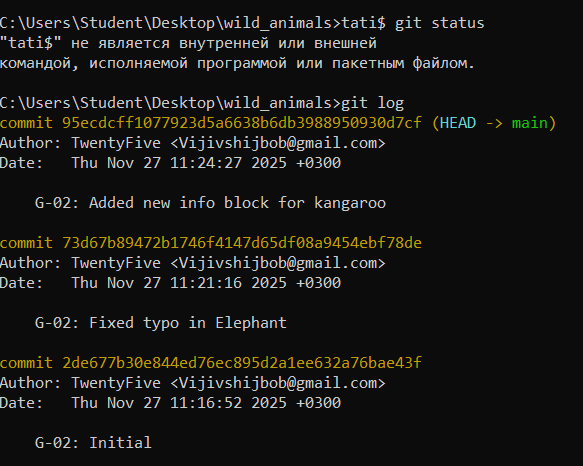 C:\Users\Student\Desktop\wild_animals>tati$ git status
"tati$" не является внутренней или внешней
командой, исполняемой программой или пакетным файлом.
C:\Users\Student\Desktop\wild_animals>git log
commit 95ecdcff1077923d5a6638b6db3988950930d7cf (HEAD -> main)
Author: TwentyFive <Vijivshijbob@gmail.com>
Date:   Thu Nov 27 11:24:27 2025 +0300
    G-02: Added new info block for kangaroo
commit 73d67b89472b1746f4147d65df08a9454ebf78de
Author: TwentyFive <Vijivshijbob@gmail.com>
Date:   Thu Nov 27 11:21:16 2025 +0300
    G-02: Fixed typo in Elephant
commit 2de677b30e844ed76ec895d2a1ee632a76bae43f
Author: TwentyFive <Vijivshijbob@gmail.com>
Date:   Thu Nov 27 11:16:52 2025 +0300
    G-02: Initial